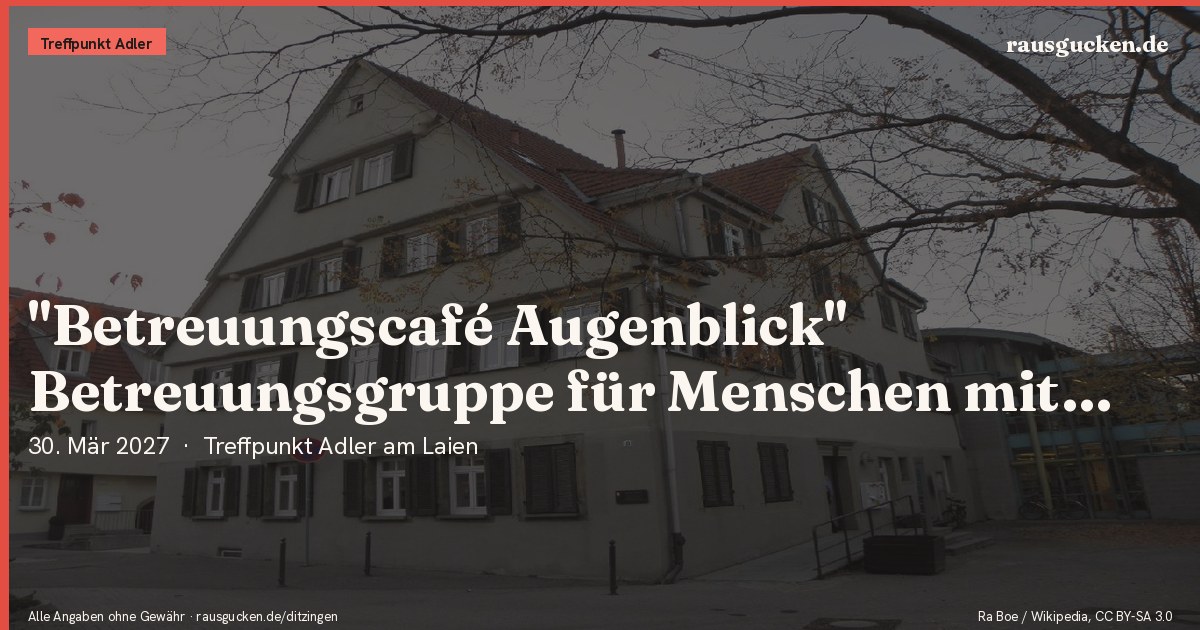 Treffpunkt Adler
rausgucken.de
"Betreuungscafé Augenblick"
Betreuungsgruppe für Menschen mit...
30. Mär 2027 · Treffpunkt Adler am Laien
Alle Angaben ohne Gewähr · rausgucken.de/ditzingen
Ra Boe / Wikipedia, CC BY-SA 3.0